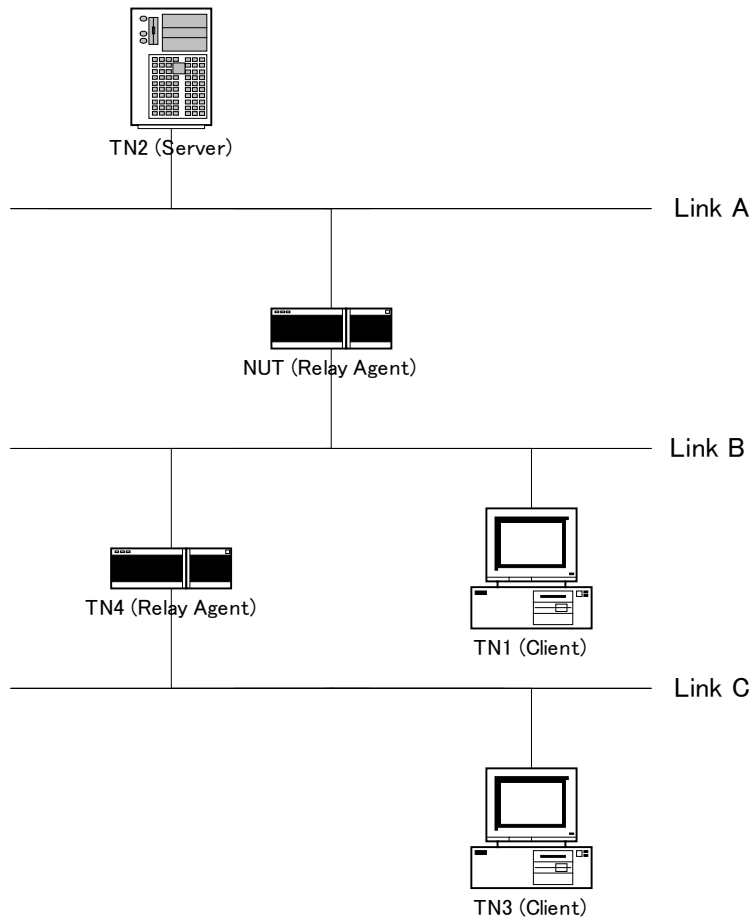 TN2 (Server)
Link A
NUT (Relay Agent)
Link B
TN4 (Relay Agent)
TN1 (Client)
Link C
TN3 (Client)